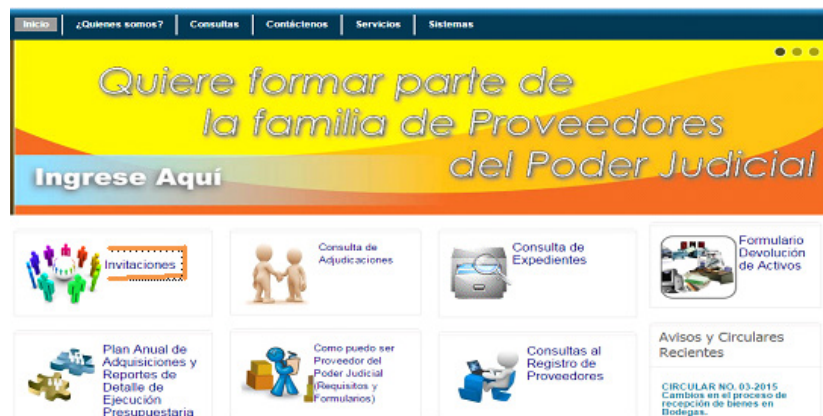 Inicio
¿Quienes somos?
Consultas
Contáctenos
Servicios
Sistemas
Quiere formar parte de
la familia de Proveedores
del Poder Judicial
Ingrese Aquí
Invitaciones
Consulta de
Adjudicaciones
Consulta de
Expedientes
Formulario
Devolución
de Activos
Plan Anual de
Adquisiciones y
Reportes de
Detalle de
Ejecución
Presupuestaria
Como puedo ser
Proveedor del
Poder Judicial
(Requisitos y
Formularios)
Consultas al
Registro de
Proveedores
Avisos y Circulares
Recientes
CIRCULAR NO. 03-2015
Cambios en el proceso de
recepción de bienes en
Bodegas.